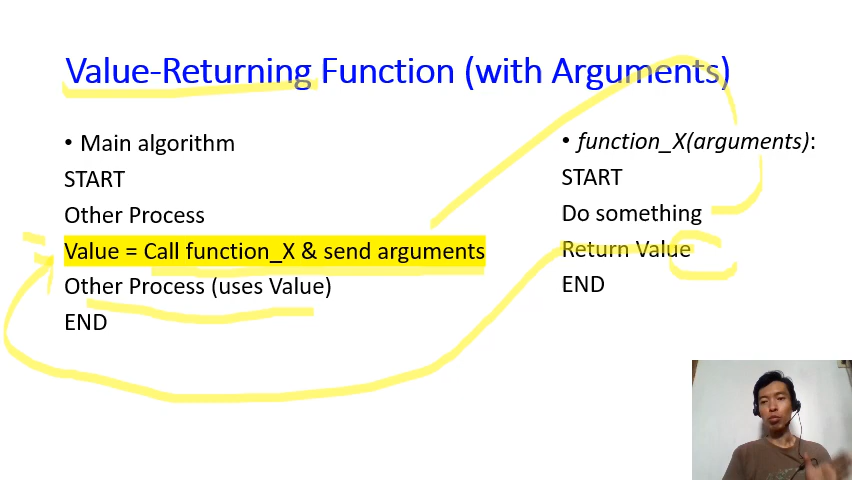 Value-Returning Function (with Arguments)
• Main algorithm
START
Other Process
Value = Call function_X & send arguments
Other Process (uses Value)
END
• function_X(arguments):
START
Do something
Return Value
END